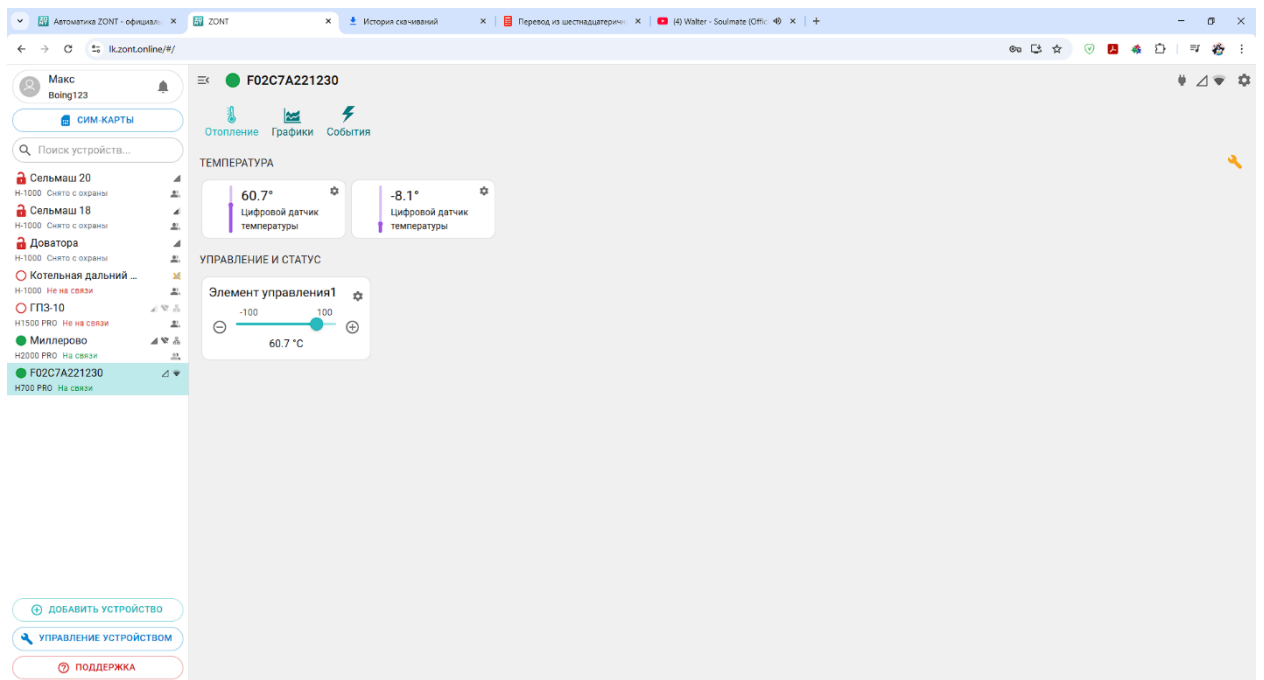 Автоматика ZONT - официаль
ZONT
История скачиваний
Перевод из шестнадцатеричн
(4) Walter - Soulmate (Offic
lk.zont.online/#/
Макс
Boing123
СИМ-КАРТЫ
Поиск устройств...
Сельмаш 20
H-1000 Снято с охраны
Сельмаш 18
H-1000 Снято с охраны
Доватора
H-1000 Снято с охраны
Котельная дальний ...
H-1000 Не на связи
ГПЗ-10
H1500 PRO Не на связи
Миллерово
H2000 PRO На связи
F02C7A221230
H700 PRO На связи
ДОБАВИТЬ УСТРОЙСТВО
УПРАВЛЕНИЕ УСТРОЙСТВОМ
ПОДДЕРЖКА
F02C7A221230
Отопление Графики События
ТЕМПЕРАТУРА
60.7°
Цифровой датчик
температуры
-8.1°
Цифровой датчик
температуры
УПРАВЛЕНИЕ И СТАТУС
Элемент управления1
-100 100
60.7 °C